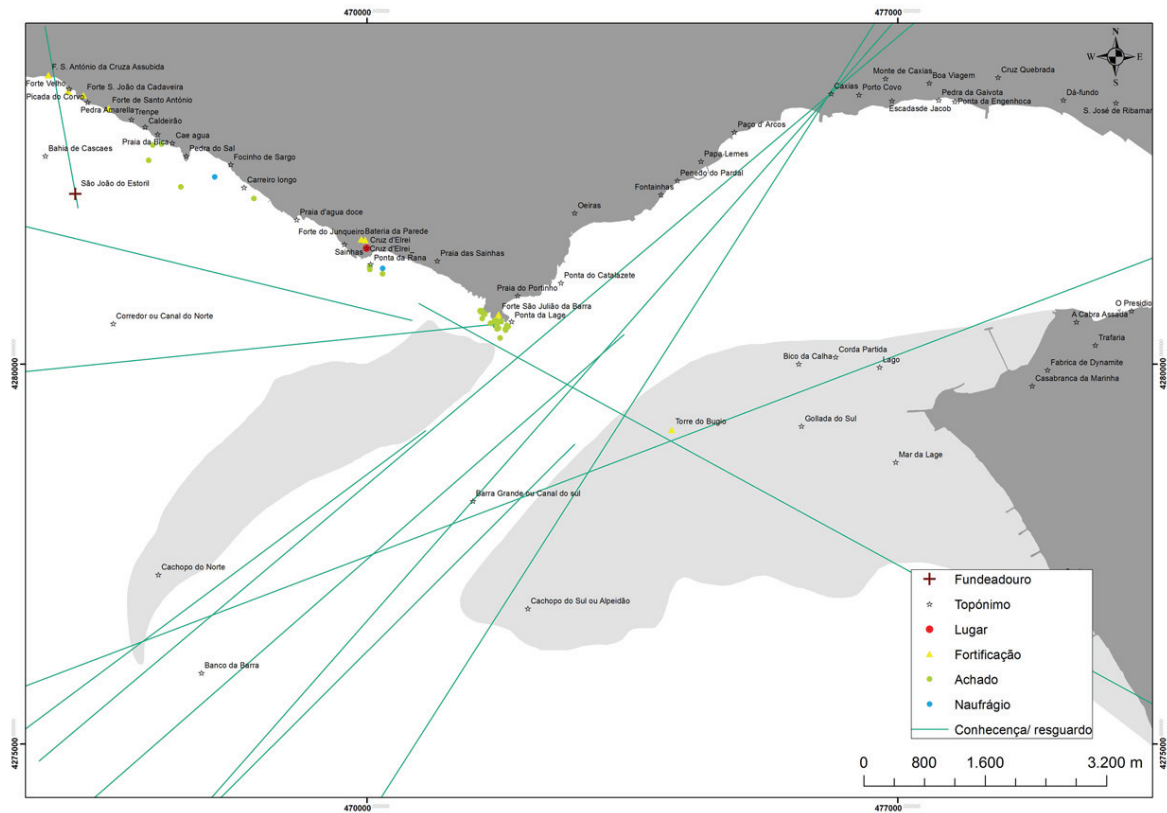 470000
477000
N
W
E
S
F. S. António da Cruza Assubida
Forte Velho
Forte S. João da Cadaveira
Picada do Corvo
Forte de Santo António
Pedra Amarella
Trenpe
Caldeirão
Cae agua
Praia da Bica
Pedra do Sal
Bahia de Cascaes
Focinho de Sargo
São João do Estoril
Carreiro longo
Praia d'agua doce
Forte do Junqueiro
Bateria da Parede
Cruz d'Elrei
Sainhas
Cruz d'Elrei
Ponta da Rana
Praia das Sainhas
Oeiras
Fontainhas
Penedo do Pardal
Papa Lemes
Paço d' Arcos
Caxias
Porto Covo
Monte de Caxias
Boa Viagem
Cruz Quebrada
Escadasde Jacob
Pedra da Gaivota
Ponta da Engenhoca
Dá-fundo
S. José de Ribamar
Ponta do Catalazete
Praia do Portinho
Forte São Julião da Barra
Ponta da Lage
Corredor ou Canal do Norte
O Presidio
A Cabra Assada
Trafaria
Corda Partida
Bico da Calha
Lago
Fabrica de Dynamite
Casabranca da Marinha
4280000
4280000
Torre do Bugio
Gollada do Sul
Mar da Lage
Barra Grande ou Canal do sul
Cachopo do Norte
Cachopo do Sul ou Alpeidão
Banco da Barra
Fundeadouro
Topónimo
Lugar
Fortificação
Achado
Naufrágio
Conhecença/ resguardo
4275000
4275000
0 800 1.600 3.200 m
470000
477000